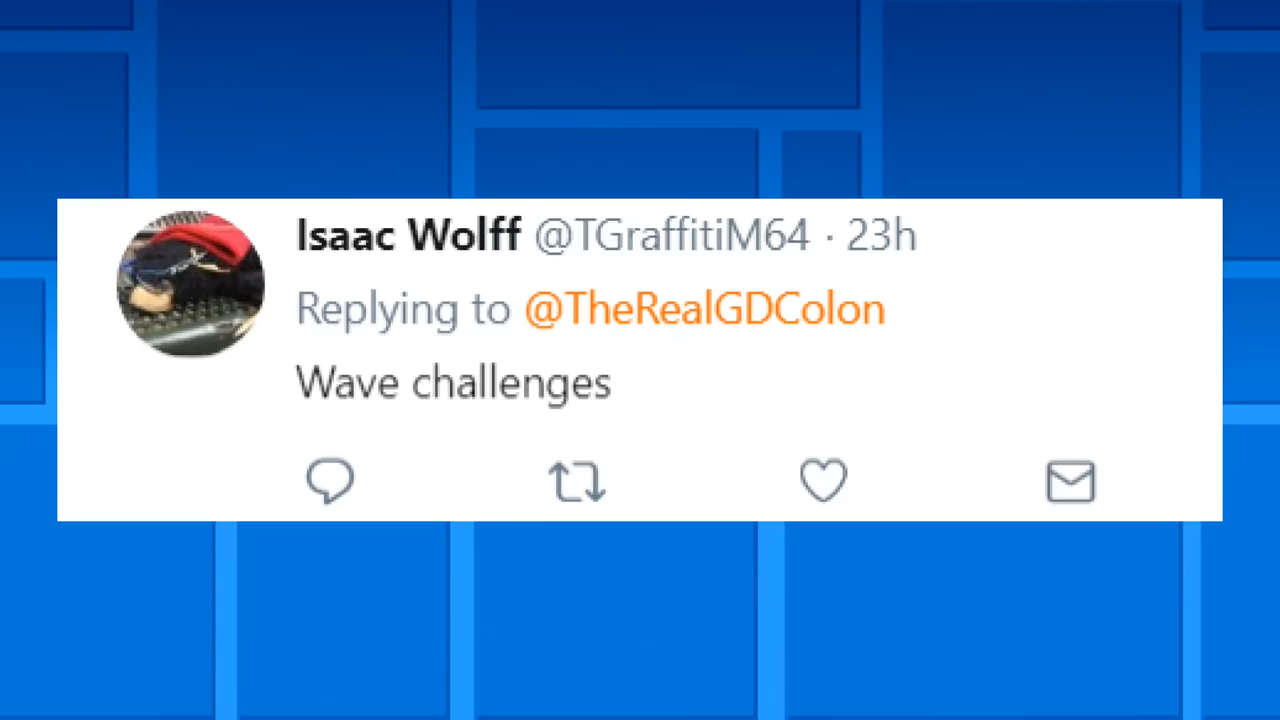 Isaac Wolff @TGraffitiM64 · 23h
Replying to @TheRealGDColon
Wave challenges